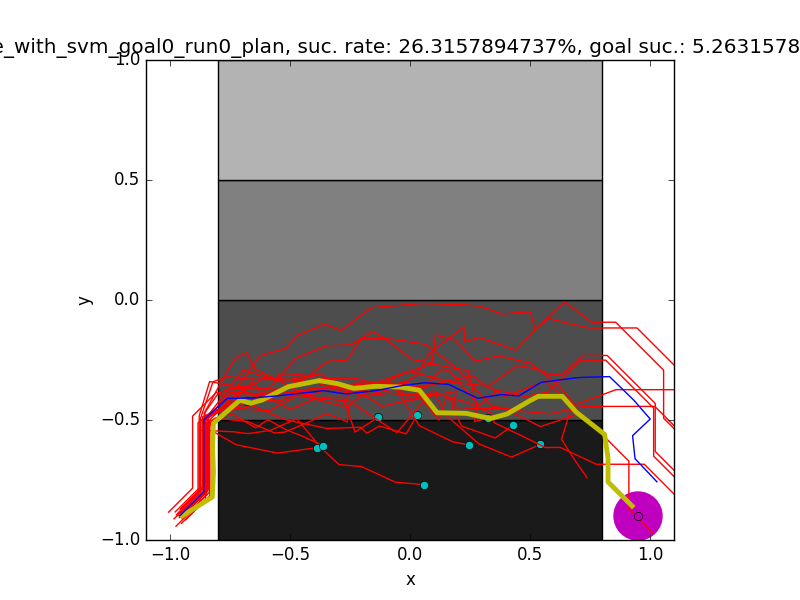 e_with_svm_goal0_run0_plan, suc. rate: 26.3157894737%, goal suc.: 5.2631578
1.0
0.5
0.0
−0.5
−1.0
y
−1.0 −0.5 0.0 0.5 1.0
x